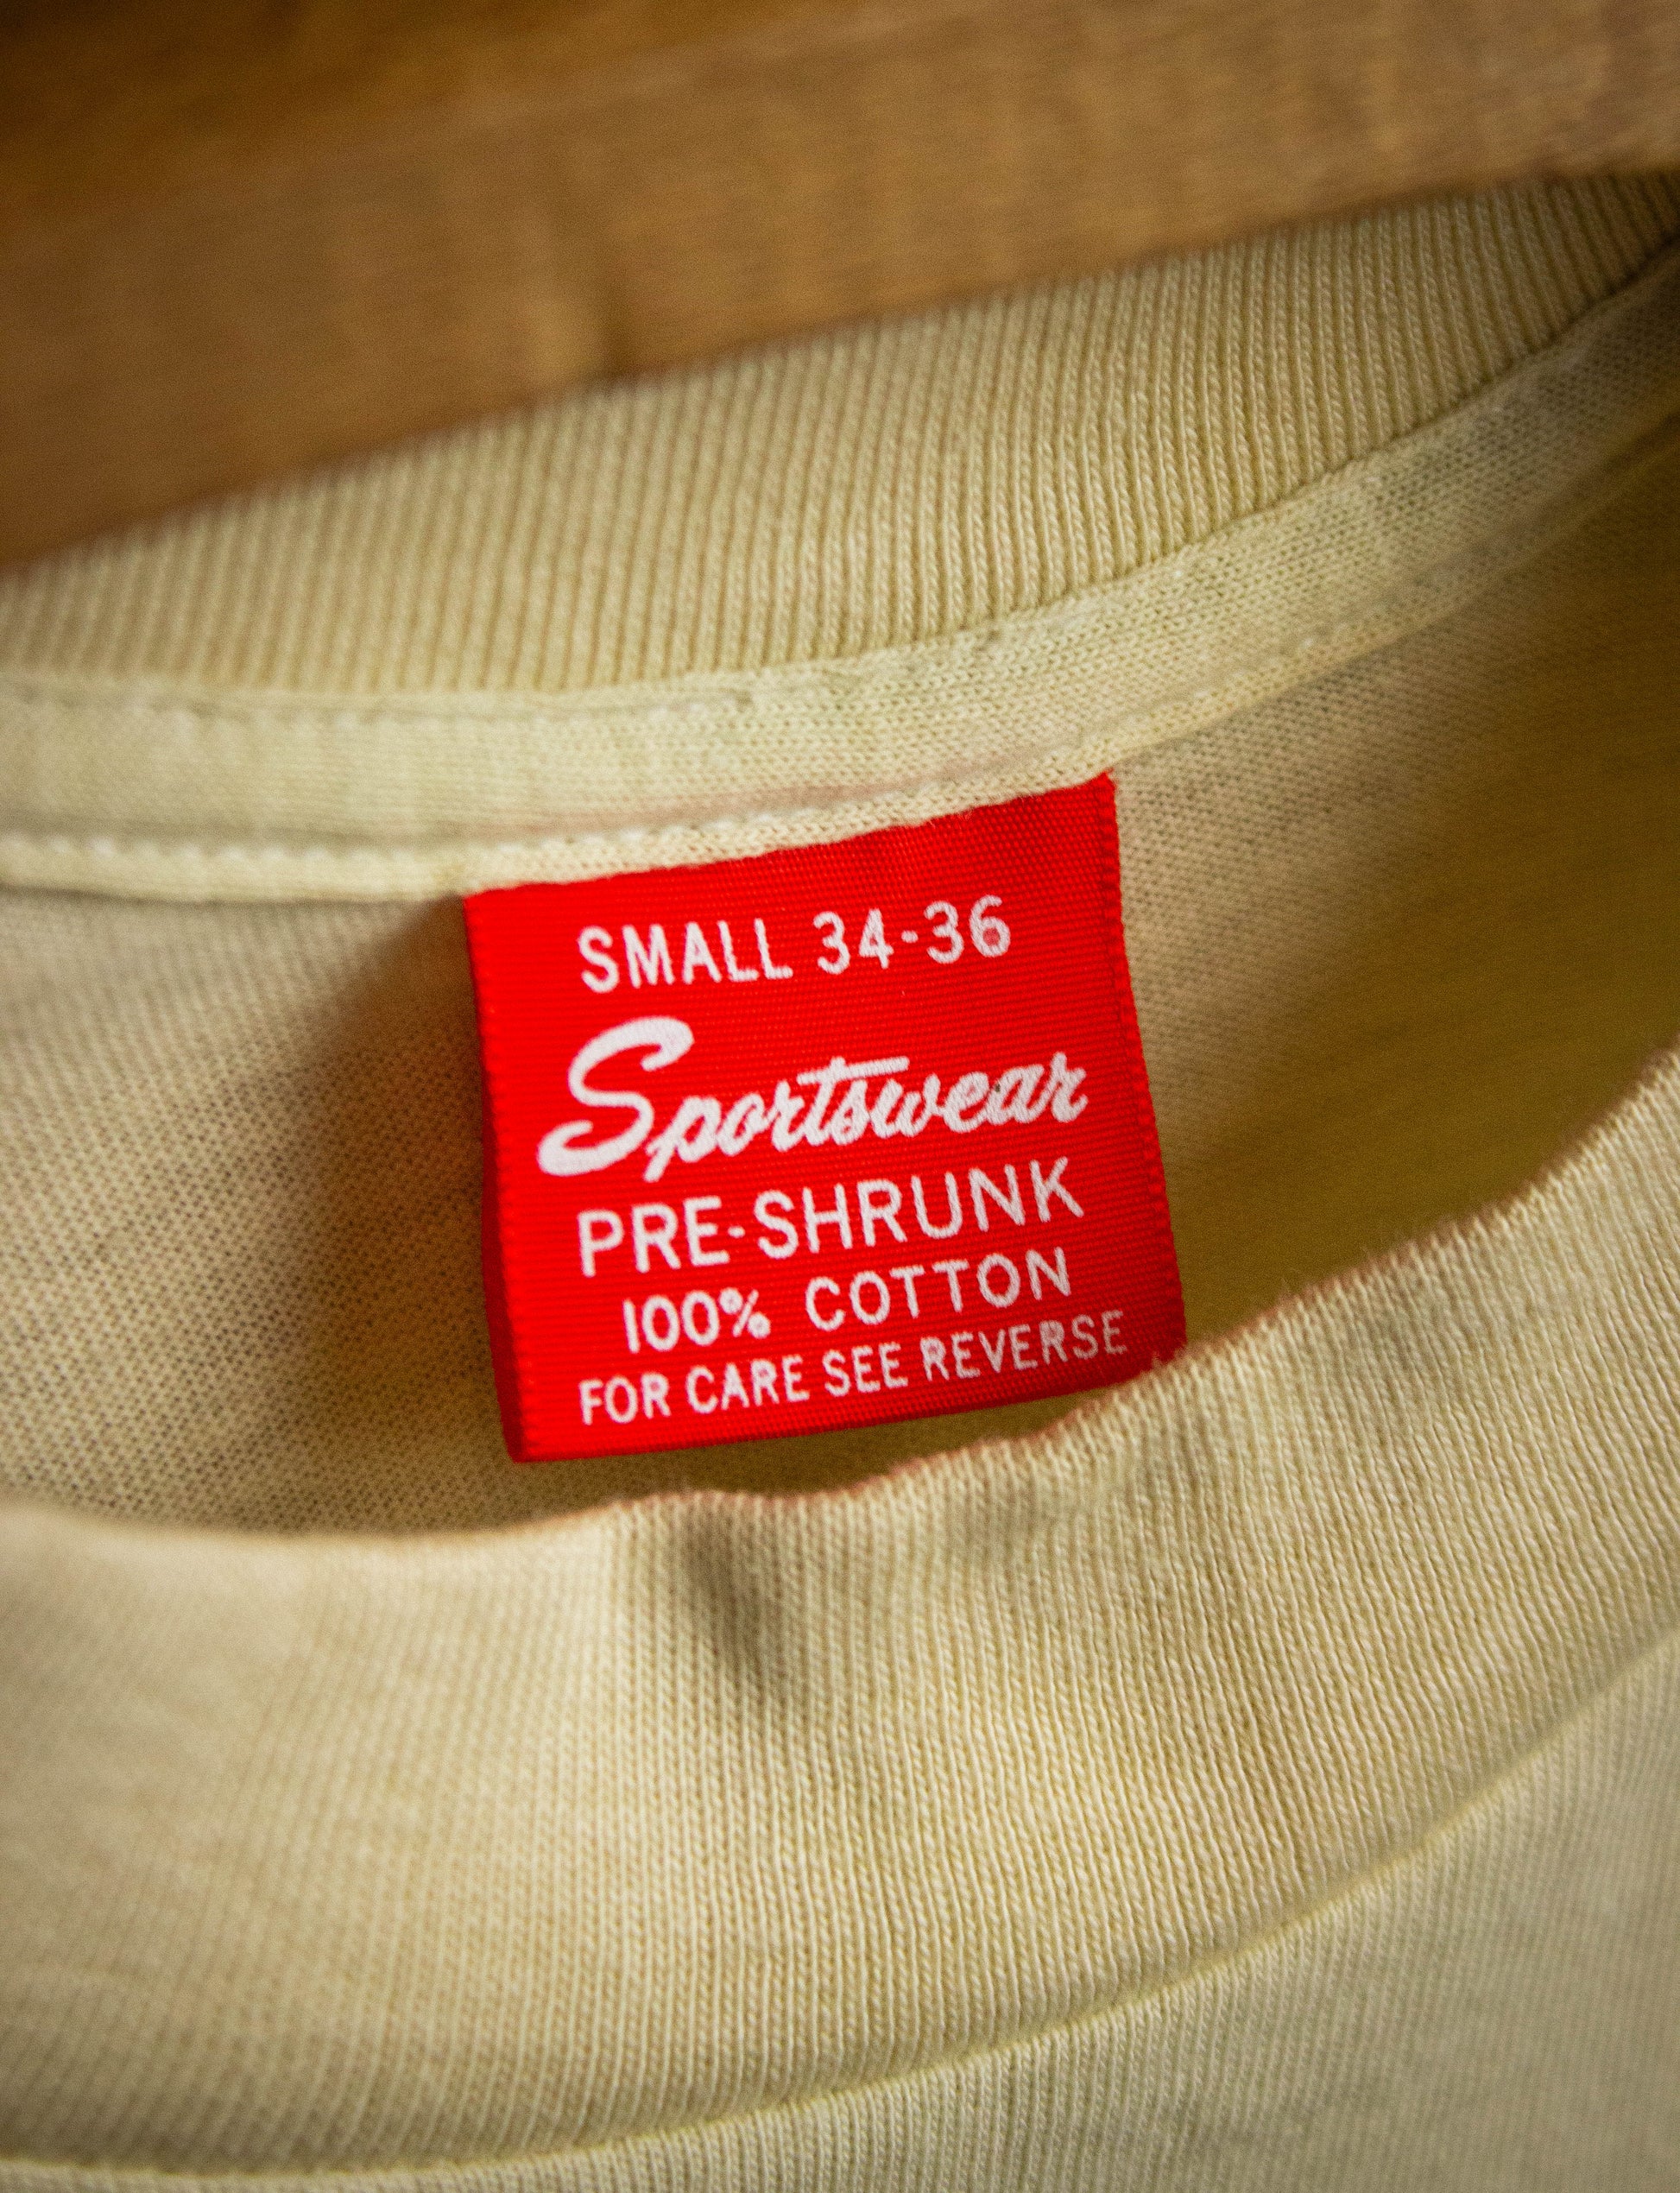 SMALL 34-36
Sportswear
PRE-SHRUNK
100% COTTON
FOR CARE SEE REVERSE